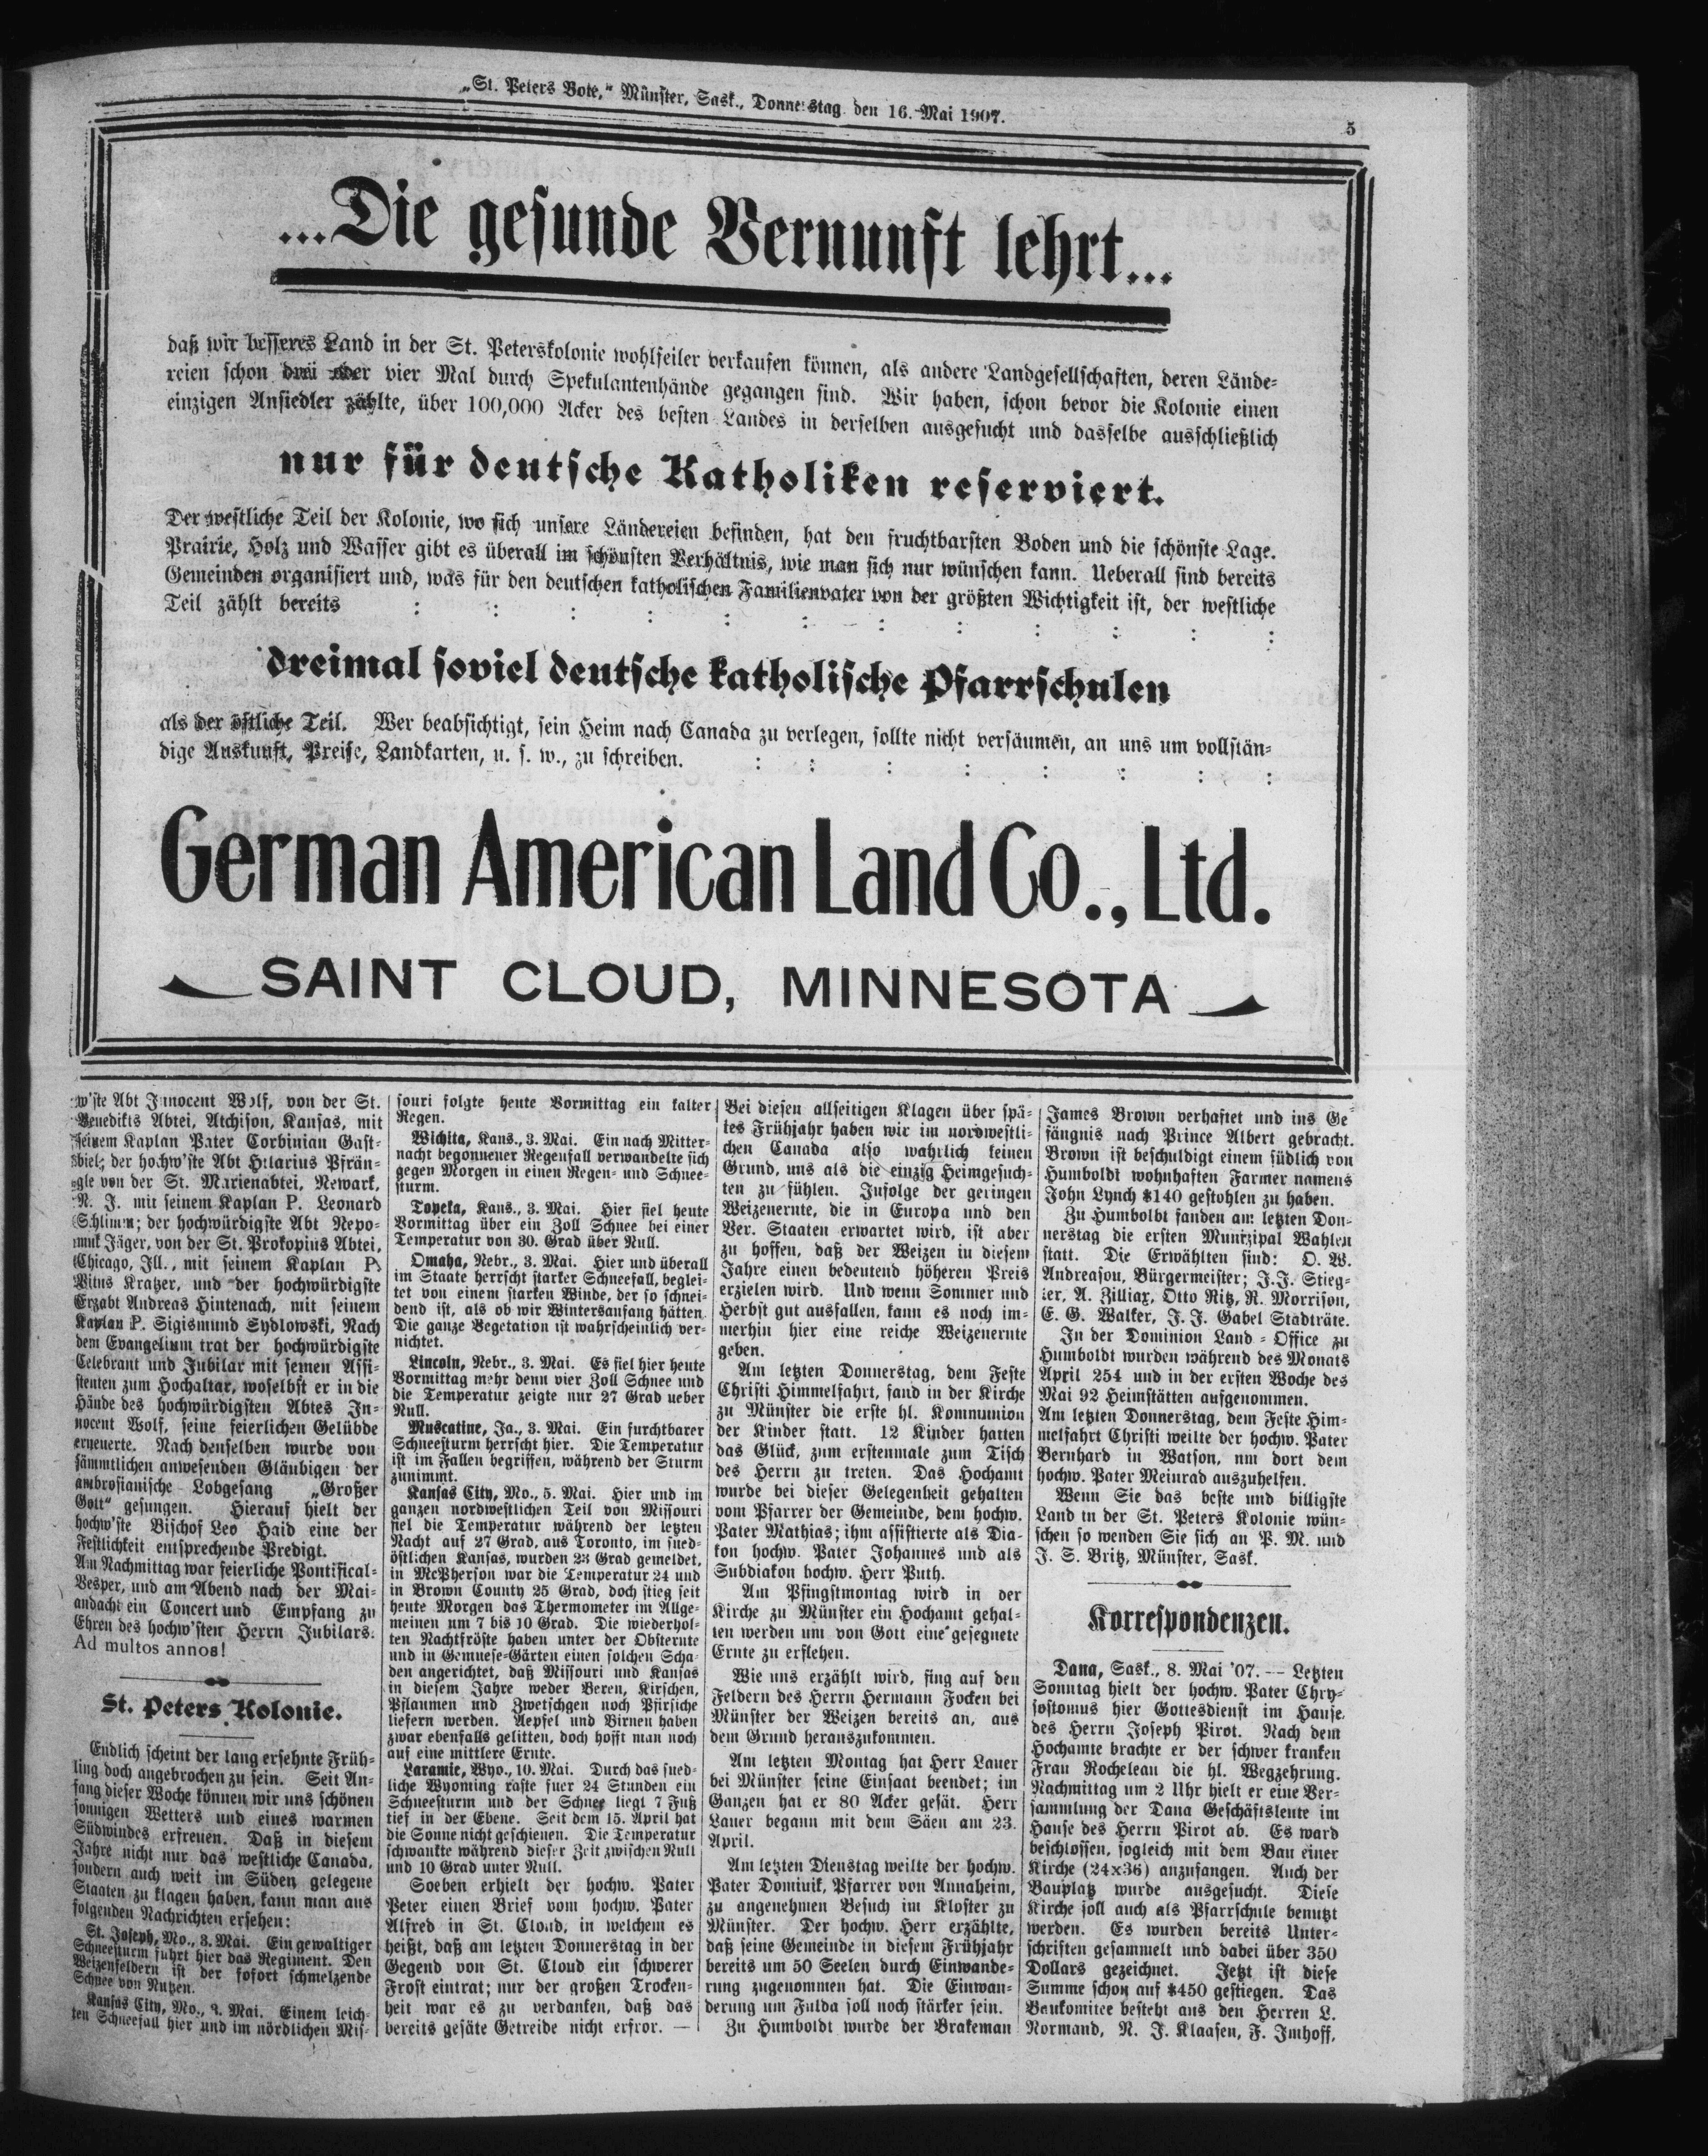 „St. Peters Bote,“ Münster, Sask., Donnerstag den 16. Mai 1907.
5
...Die gesunde Vernunft lehrt...
daß wir besseres Land in der St. Peterskolonie wohlfeiler verkaufen können, als andere Landgesellschaften, deren Lände-
reien schon drei oder vier Mal durch Spekulantenhände gegangen sind. Wir haben, schon bevor die Kolonie einen
einzigen Ansiedler zählte, über 100,000 Acker des besten Landes in derselben ausgesucht und dasselbe ausschließlich
nur für deutsche Katholiken reserviert.
Der westliche Teil der Kolonie, wo sich unsere Ländereien befinden, hat den fruchtbarsten Boden und die schönste Lage.
Prairie, Holz und Wasser gibt es überall im schönsten Verhältnis, wie man sich nur wünschen kann. Ueberall sind bereits
Gemeinden organisiert und, was für den deutschen katholischen Familienvater von der größten Wichtigkeit ist, der westliche
Teil zählt bereits : : : : : : : : : : : :
dreimal soviel deutsche katholische Pfarrschulen
als der östliche Teil. Wer beabsichtigt, sein Heim nach Canada zu verlegen, sollte nicht versäumen, an uns um vollstän-
dige Auskunft, Preise, Landkarten, u. s. w., zu schreiben. : : : : : : : :
German American Land Co., Ltd.
SAINT CLOUD, MINNESOTA
w'ste Abt Innocent Wolf, von der St.
Benedikts Abtei, Atchison, Kansas, mit
seinem Kaplan Pater Corbinian Gast-
biel; der hochw'ste Abt Hilarius Pfrän-
gle von der St. Marienabtei, Newark,
N. J. mit seinem Kaplan P. Leonard
Schlimm; der hochwürdigste Abt Nepo-
muk Jäger, von der St. Prokopius Abtei,
Chicago, Ill., mit seinem Kaplan P.
Vitus Kratzer, und der hochwürdigste
Erzabt Andreas Hintenach, mit seinem
Kaplan P. Sigismund Sydlowski, Nach
dem Evangelium trat der hochwürdigste
Celebrant und Jubilar mit seinen Assi-
stenten zum Hochaltar, woselbst er in die
Hände des hochwürdigsten Abtes In-
nocent Wolf, seine feierlichen Gelübde
erneuerte. Nach denselben wurde von
sämmtlichen anwesenden Gläubigen der
ambrosianische Lobgesang „Großer
Gott“ gesungen. Hierauf hielt der
hochw'ste Bischof Leo Haid eine der
Festlichkeit entsprechende Predigt.
Am Nachmittag war feierliche Pontifical-
Vesper, und am Abend nach der Mai-
andacht ein Concert und Empfang zu
Ehren des hochw'sten Herrn Jubilars.
Ad multos annos!
St. Peters Kolonie.
Endlich scheint der lang ersehnte Früh-
ling doch angebrochen zu sein. Seit An-
fang dieser Woche können wir uns schönen
sonnigen Wetters und eines warmen
Südwindes erfreuen. Daß in diesem
Jahre nicht nur das westliche Canada,
sondern auch weit im Süden gelegene
Staaten zu klagen haben, kann man aus
folgenden Nachrichten ersehen:
St. Joseph, Mo., 3. Mai. Ein gewaltiger
Schneesturm führt hier das Regiment. Den
Weizenfeldern ist der sofort schmelzende
Schnee von Nutzen.
Kansas City, Mo., 3. Mai. Einem leich-
ten Schneefall hier und im nördlichen Mis-
souri folgte heute Vormittag ein kalter
Regen.
Wichita, Kans., 3. Mai. Ein nach Mitter-
nacht begonnener Regenfall verwandelte sich
gegen Morgen in einen Regen- und Schnee-
sturm.
Topeka, Kans., 3. Mai. Hier fiel heute
Vormittag über ein Zoll Schnee bei einer
Temperatur von 30. Grad über Null.
Omaha, Nebr., 3. Mai. Hier und überall
im Staate herrscht starker Schneefall, beglei-
tet von einem starken Winde, der so schnei-
dend ist, als ob wir Wintersanfang hätten.
Die ganze Vegetation ist wahrscheinlich ver-
nichtet.
Lincoln, Nebr., 3. Mai. Es fiel hier heute
Vormittag mehr denn vier Zoll Schnee und
die Temperatur zeigte nur 27 Grad ueber
Null.
Muscatine, Ja., 3. Mai. Ein furchtbarer
Schneesturm herrscht hier. Die Temperatur
ist im Fallen begriffen, während der Sturm
zunimmt.
Kansas City, Mo., 5. Mai. Hier und im
ganzen nordwestlichen Teil von Missouri
fiel die Temperatur während der letzten
Nacht auf 27 Grad, aus Toronto, im sued-
östlichen Kansas, wurden 23 Grad gemeldet,
in McPherson war die Temperatur 24 und
in Brown County 25 Grad, doch stieg seit
heute Morgen das Thermometer im Allge-
meinen um 7 bis 10 Grad. Die wiederhol-
ten Nachtfröste haben unter der Obsternte
und in Gemuese-Gärten einen solchen Scha-
den angerichtet, daß Missouri und Kansas
in diesem Jahre weder Beren, Kirschen,
Pflaumen und Zwetschgen noch Pfirsiche
liefern werden. Aepfel und Birnen haben
zwar ebenfalls gelitten, doch hofft man noch
auf eine mittlere Ernte.
Laramie, Wyo., 10. Mai. Durch das sued-
liche Wyoming raste fuer 24 Stunden ein
Schneesturm und der Schnee liegt 7 Fuß
tief in der Ebene. Seit dem 15. April hat
die Sonne nicht geschienen. Die Temperatur
schwankte während dieser Zeit zwischen Null
und 10 Grad unter Null.
Soeben erhielt der hochw. Pater
Peter einen Brief vom hochw. Pater
Alfred in St. Cloud, in welchem es
heißt, daß am letzten Donnerstag in der
Gegend von St. Cloud ein schwerer
Frost eintrat; nur der großen Trocken-
heit war es zu verdanken, daß das
bereits gesäte Getreide nicht erfror. —
Bei diesen allseitigen Klagen über spä-
tes Frühjahr haben wir im nordwestli-
chen Canada also wahrlich keinen
Grund, uns als die einzig Heimgesuch-
ten zu fühlen. Infolge der geringen
Weizenernte, die in Europa und den
Ver. Staaten erwartet wird, ist aber
zu hoffen, daß der Weizen in diesem
Jahre einen bedeutend höheren Preis
erzielen wird. Und wenn Sommer und
Herbst gut ausfallen, kann es noch im-
merhin hier eine reiche Weizenernte
geben.
Am letzten Donnerstag, dem Feste
Christi Himmelfahrt, fand in der Kirche
zu Münster die erste hl. Kommunion
der Kinder statt. 12 Kinder hatten
das Glück, zum erstenmale zum Tisch
des Herrn zu treten. Das Hochamt
wurde bei dieser Gelegenheit gehalten
vom Pfarrer der Gemeinde, dem hochw.
Pater Mathias; ihm assistierte als Dia-
kon hochw. Pater Johannes und als
Subdiakon hochw. Herr Puth.
Am Pfingstmontag wird in der
Kirche zu Münster ein Hochamt gehal-
ten werden um von Gott eine gesegnete
Ernte zu erflehen.
Wie uns erzählt wird, fing auf den
Feldern des Herrn Hermann Focken bei
Münster der Weizen bereits an, aus
dem Grund herauszukommen.
Am letzten Montag hat Herr Lauer
bei Münster seine Einsaat beendet; im
Ganzen hat er 80 Acker gesät. Herr
Lauer begann mit dem Säen am 23.
April.
Am letzten Dienstag weilte der hochw.
Pater Dominik, Pfarrer von Annaheim,
zu angenehmen Besuch im Kloster zu
Münster. Der hochw. Herr erzählte,
daß seine Gemeinde in diesem Frühjahr
bereits um 50 Seelen durch Einwande-
rung zugenommen hat. Die Einwan-
derung um Fulda soll noch stärker sein.
Zu Humboldt wurde der Brakeman
James Brown verhaftet und ins Ge-
fängnis nach Prince Albert gebracht.
Brown ist beschuldigt einem südlich von
Humboldt wohnhaften Farmer namens
John Lynch $140 gestohlen zu haben.
Zu Humboldt fanden am letzten Don-
nerstag die ersten Munizipal Wahlen
statt. Die Erwählten sind: O. W.
Andreason, Bürgermeister; J.J. Stieg-
ler, A. Zilliax, Otto Ritz, R. Morrison,
E. G. Walker, J. J. Gabel Stadträte.
In der Dominion Land-Office zu
Humboldt wurden während des Monats
April 254 und in der ersten Woche des
Mai 92 Heimstätten aufgenommen.
Am letzten Donnerstag, dem Feste Him-
melfahrt Christi weilte der hochw. Pater
Bernhard in Watson, um dort dem
hochw. Pater Meinrad auszuhelfen.
Wenn Sie das beste und billigste
Land in der St. Peters Kolonie wün-
schen so wenden Sie sich an P. M. und
J. S. Britz, Münster, Sask.
Korrespondenzen.
Dana, Sask., 8. Mai '07. — Letzten
Sonntag hielt der hochw. Pater Chry-
sostomus hier Gottesdienst im Hause
des Herrn Joseph Pirot. Nach dem
Hochamte brachte er der schwer kranken
Frau Rocheleau die hl. Wegzehrung.
Nachmittag um 2 Uhr hielt er eine Ver-
sammlung der Dana Geschäftsleute im
Hause des Herrn Pirot ab. Es ward
beschlossen, sogleich mit dem Bau einer
Kirche (24x36) anzufangen. Auch der
Bauplatz wurde ausgesucht. Diese
Kirche soll auch als Pfarrschule benutzt
werden. Es wurden bereits Unter-
schriften gesammelt und dabei über 350
Dollars gezeichnet. Jetzt ist diese
Summe schon auf $450 gestiegen. Das
Baukomitee besteht aus den Herren L.
Normand, N. J. Klaasen, F. Imhoff,